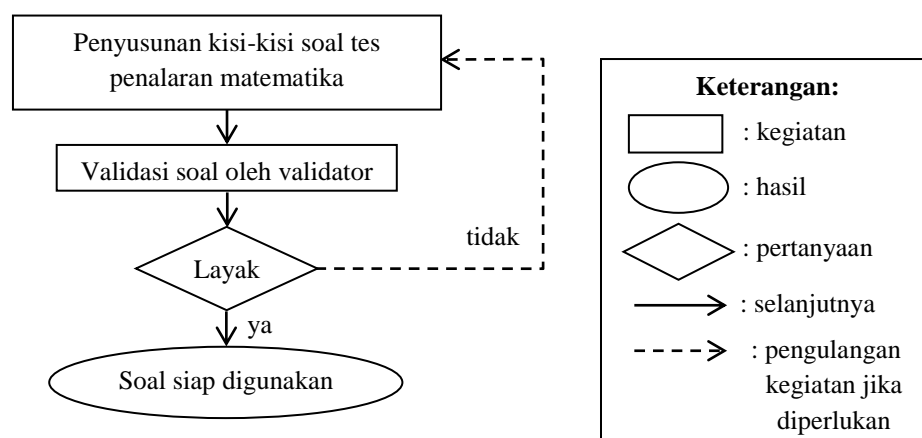 Penyusunan kisi-kisi soal tes
penalaran matematika
Validasi soal oleh validator
Layak
tidak
ya
Soal siap digunakan
Keterangan:
: kegiatan
: hasil
: pertanyaan
: selanjutnya
: pengulangan
kegiatan jika
diperlukan